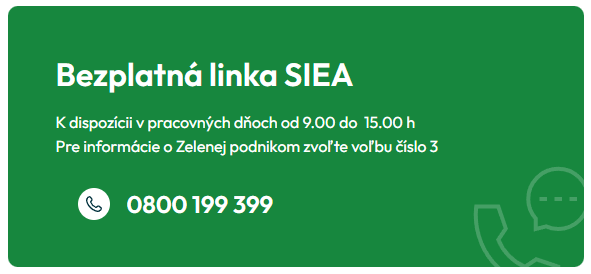 Bezplatná linka SIEA
K dispozícii v pracovných dňoch od 9.00 do 15.00 h
Pre informácie o Zelenej podnikom zvoľte voľbu číslo 3
0800 199 399